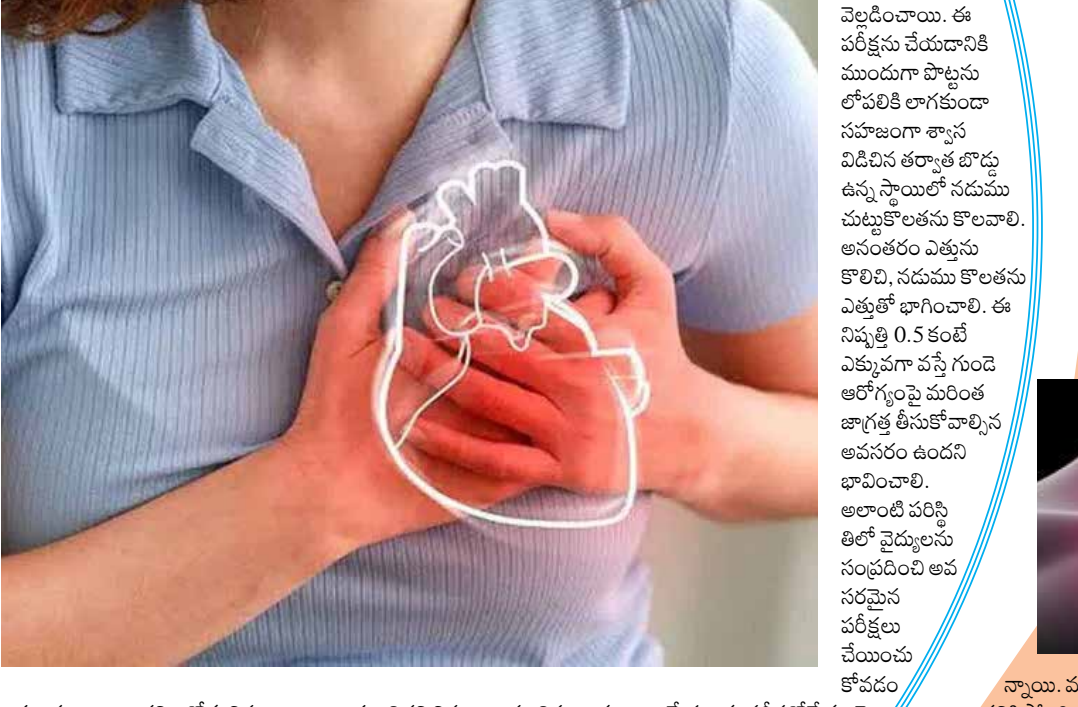 వెల్లడించాయి. ఈ
పరీక్షను చేయడానికి
ముందుగా పొట్టను
లోపలికి లాగకుండా
సహజంగా శ్వాస
విడిచిన తర్వాత బొడ్డు
ఉన్న స్థాయిలో నడుము
చుట్టుకొలతను కొలవాలి.
అనంతరం ఎత్తును
కొలిచి, నడుము కొలతను
ఎత్తుతో భాగించాలి. ఈ
నిష్పత్తి 0.5 కంటే
ఎక్కువగా వస్తే గుండె
ఆరోగ్యంపై మరింత
జాగ్రత్త తీసుకోవాల్సిన
అవసరం ఉందని
భావించాలి.
అలాంటి పరిస్థి
తిలో వైద్యులను
సంప్రదించి అవ
సరమైన
పరీక్షలు
చేయించు
కోవడం
న్నాయి.